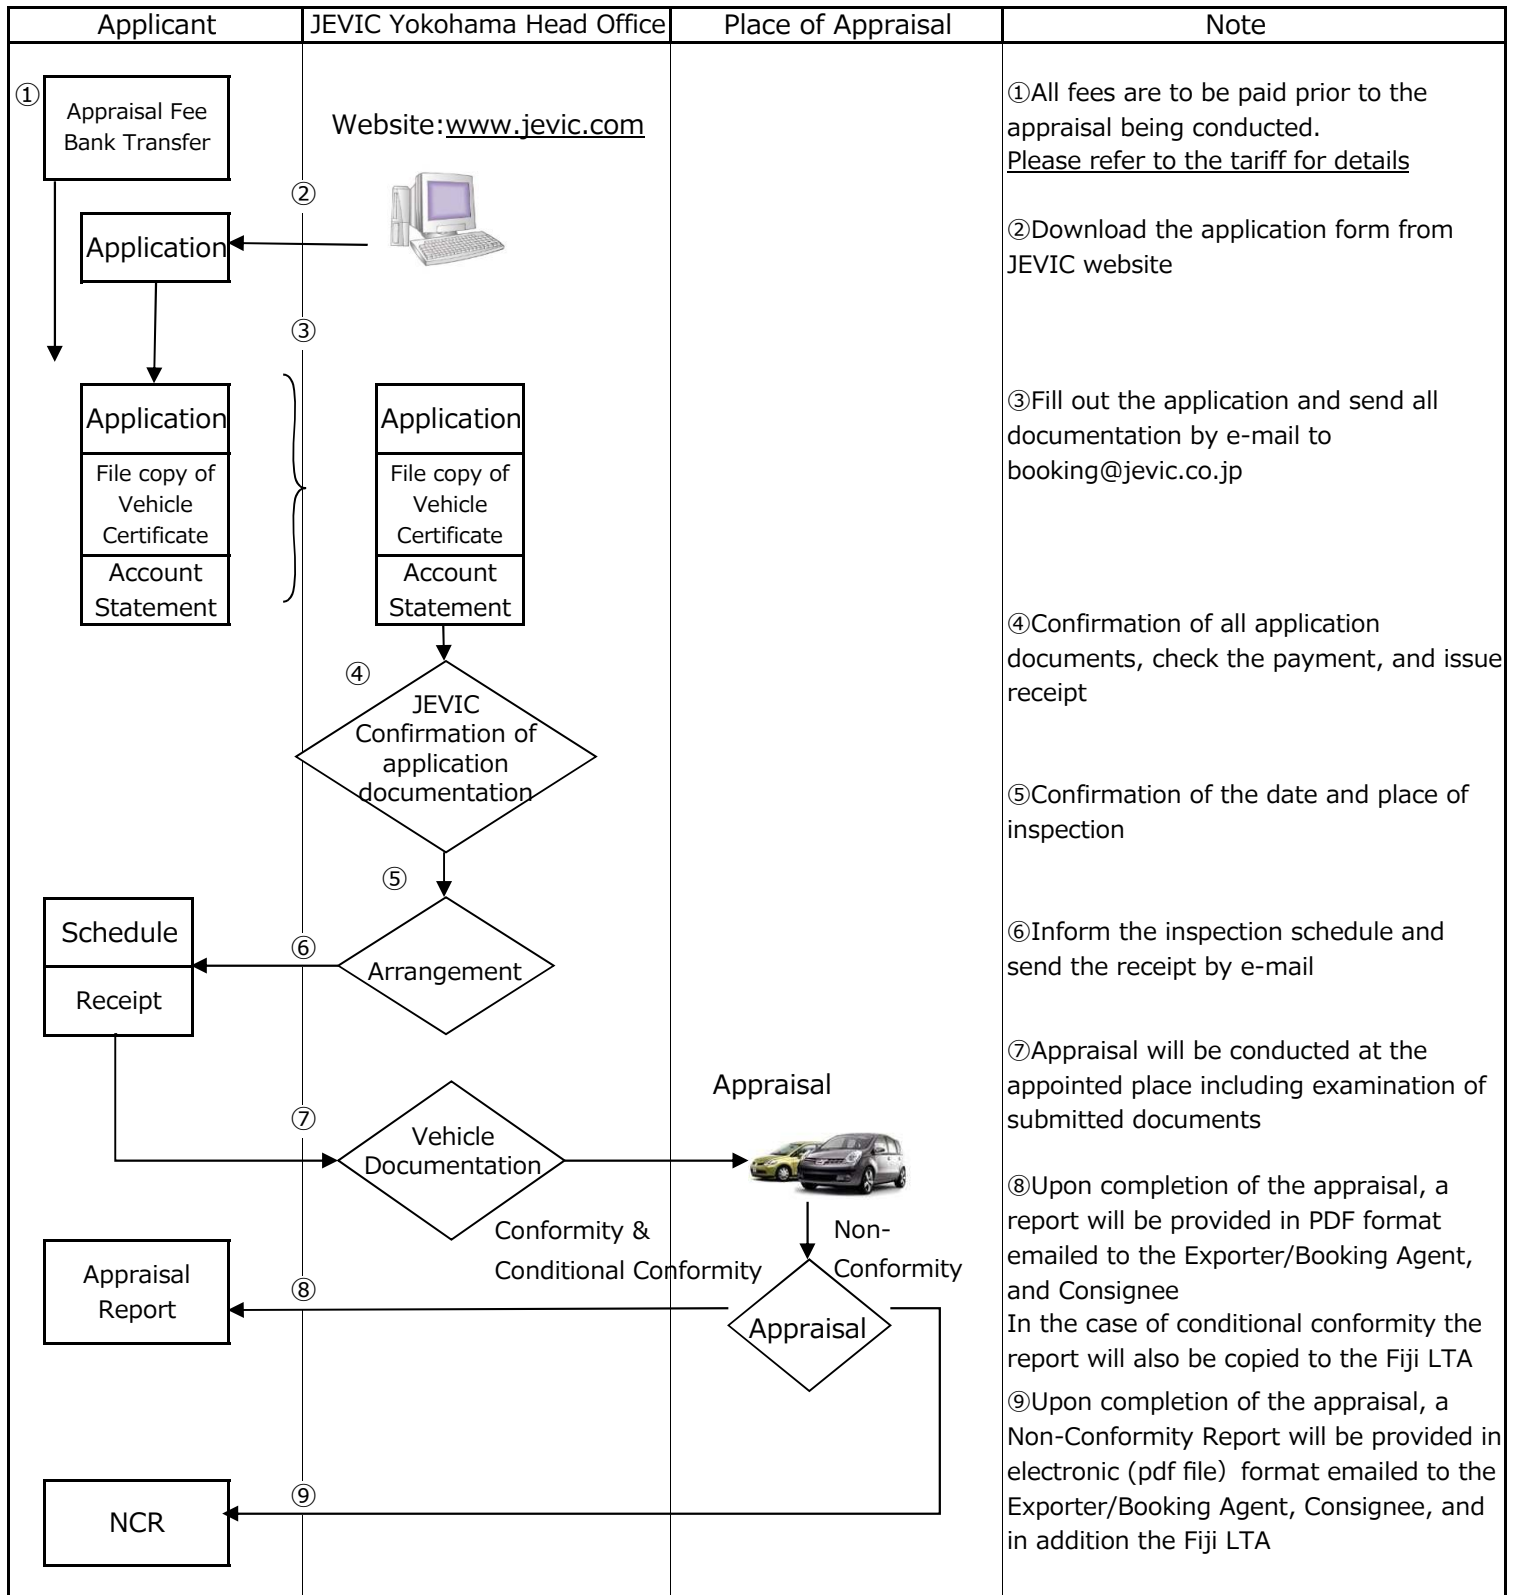 Applicant
JEVIC Yokohama Head Office
Place of Appraisal
Note
①
Appraisal Fee
Bank Transfer
Website:www.jevic.com
②
Application
③
Application
File copy of
Vehicle
Certificate
Account
Statement
Application
File copy of
Vehicle
Certificate
Account
Statement
④
JEVIC
Confirmation of
application
documentation
⑤
Schedule
Receipt
⑥
Arrangement
⑦
Vehicle
Documentation
Appraisal
Conformity &
Conditional Conformity
Non-
Conformity
Appraisal
Report
⑧
Appraisal
NCR
⑨
①All fees are to be paid prior to the
appraisal being conducted.
Please refer to the tariff for details
②Download the application form from
JEVIC website
③Fill out the application and send all
documentation by e-mail to
booking@jevic.co.jp
④Confirmation of all application
documents, check the payment, and issue
receipt
⑤Confirmation of the date and place of
inspection
⑥Inform the inspection schedule and
send the receipt by e-mail
⑦Appraisal will be conducted at the
appointed place including examination of
submitted documents
⑧Upon completion of the appraisal, a
report will be provided in PDF format
emailed to the Exporter/Booking Agent,
and Consignee
In the case of conditional conformity the
report will also be copied to the Fiji LTA
⑨Upon completion of the appraisal, a
Non-Conformity Report will be provided in
electronic (pdf file）format emailed to the
Exporter/Booking Agent, Consignee, and
in addition the Fiji LTA